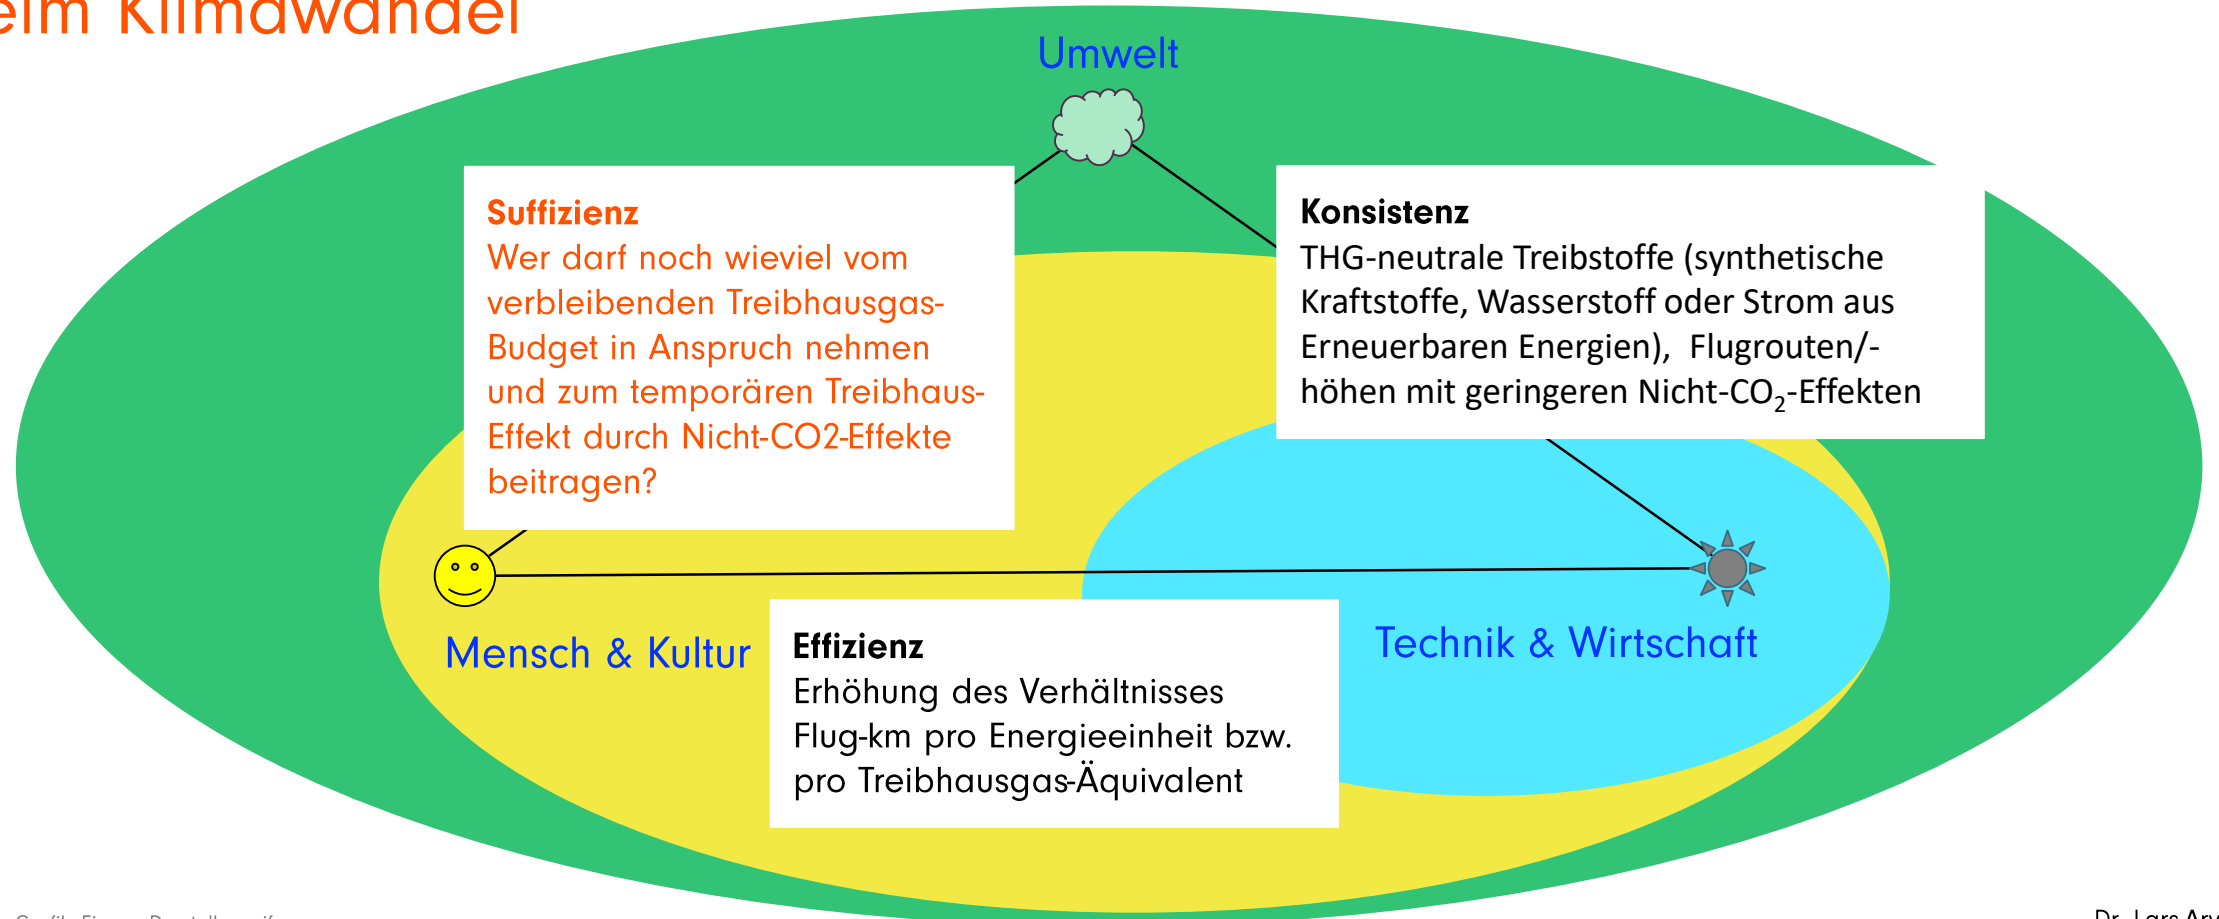 eim Klimawandel
Umwelt
Suffizienz
Wer darf noch wieviel vom
verbleibenden Treibhausgas-
Budget in Anspruch nehmen
und zum temporären Treibhaus-
Effekt durch Nicht-CO2-Effekte
beitragen?
Konsistenz
THG-neutrale Treibstoffe (synthetische
Kraftstoffe, Wasserstoff oder Strom aus
Erneuerbaren Energien), Flugrouten/-
höhen mit geringeren Nicht-CO₂-Effekten
Mensch & Kultur
Effizienz
Erhöhung des Verhältnisses
Flug-km pro Energieeinheit bzw.
pro Treibhausgas-Äquivalent
Technik & Wirtschaft
Dr. Lars